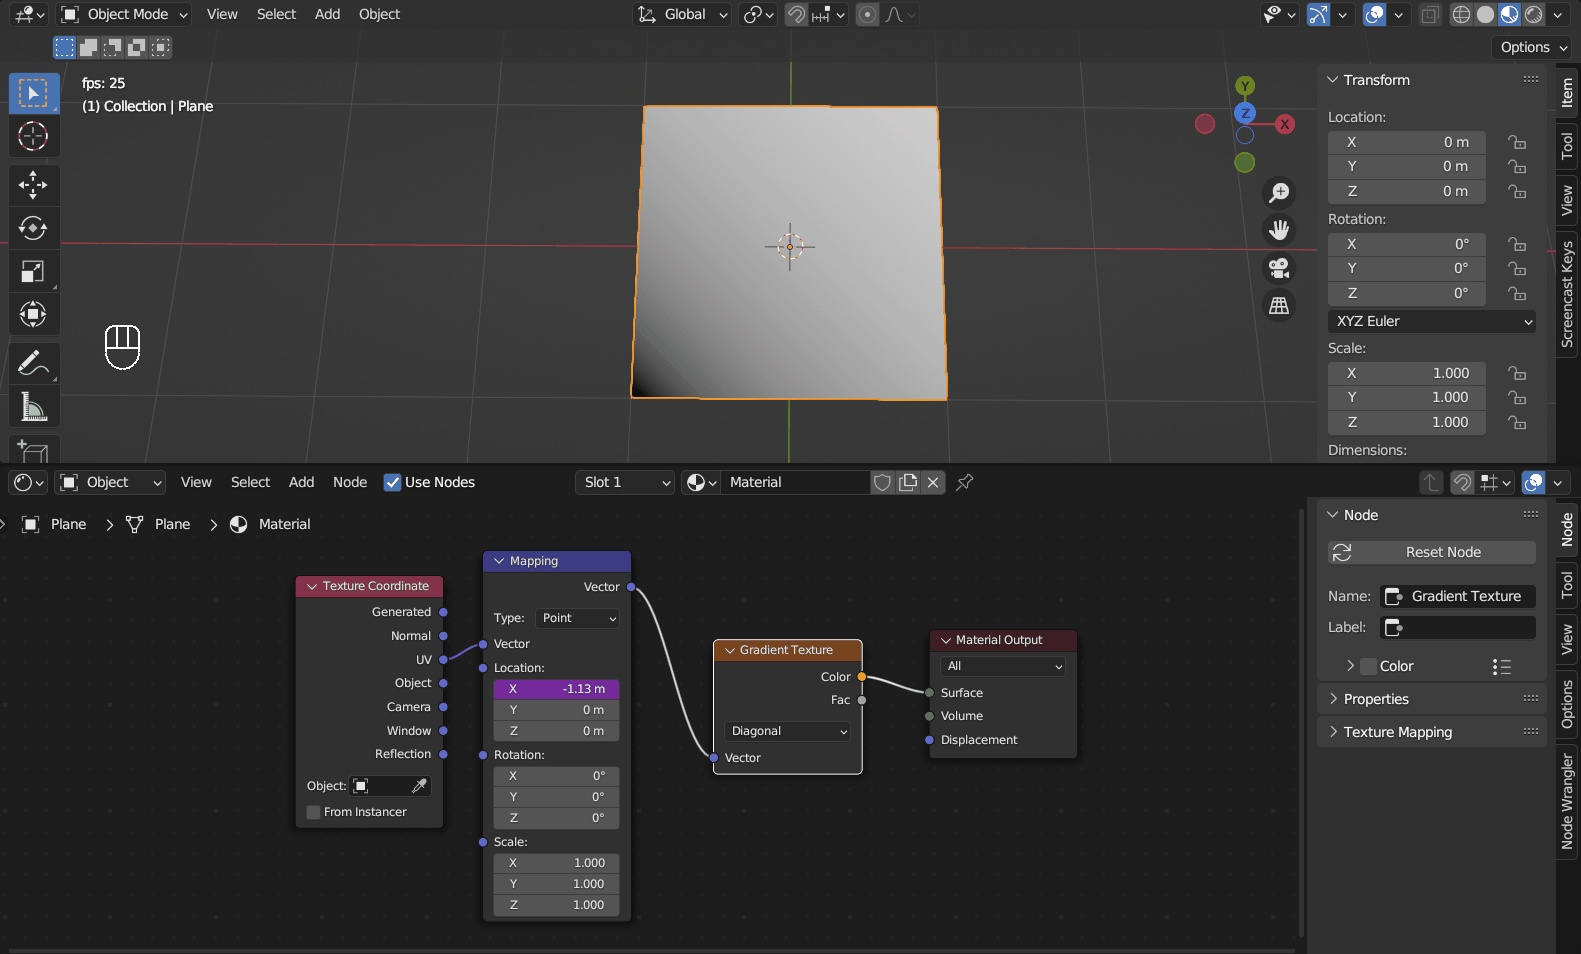 Object Mode View Select Add Object Global
Options
fps: 25
(1) Collection | Plane
Y
Z
X
Transform
Location:
X 0 m
Y 0 m
Z 0 m
Rotation:
X 0°
Y 0°
Z 0°
XYZ Euler
Scale:
X 1.000
Y 1.000
Z 1.000
Dimensions:
Item
Tool
View
Screencast Keys
Object View Select Add Node Use Nodes Slot 1 Material
Plane > Plane > Material
Texture Coordinate
Generated
Normal
UV
Object
Camera
Window
Reflection
Object:
From Instancer
Mapping
Vector
Type: Point
Vector
Location:
X -1.13 m
Y 0 m
Z 0 m
Rotation:
X 0°
Y 0°
Z 0°
Scale:
X 1.000
Y 1.000
Z 1.000
Gradient Texture
Color
Fac
Diagonal
Vector
Material Output
All
Surface
Volume
Displacement
Node
Reset Node
Name: Gradient Texture
Label:
Color
Properties
Texture Mapping
Node
Tool
View
Options
Node Wrangler